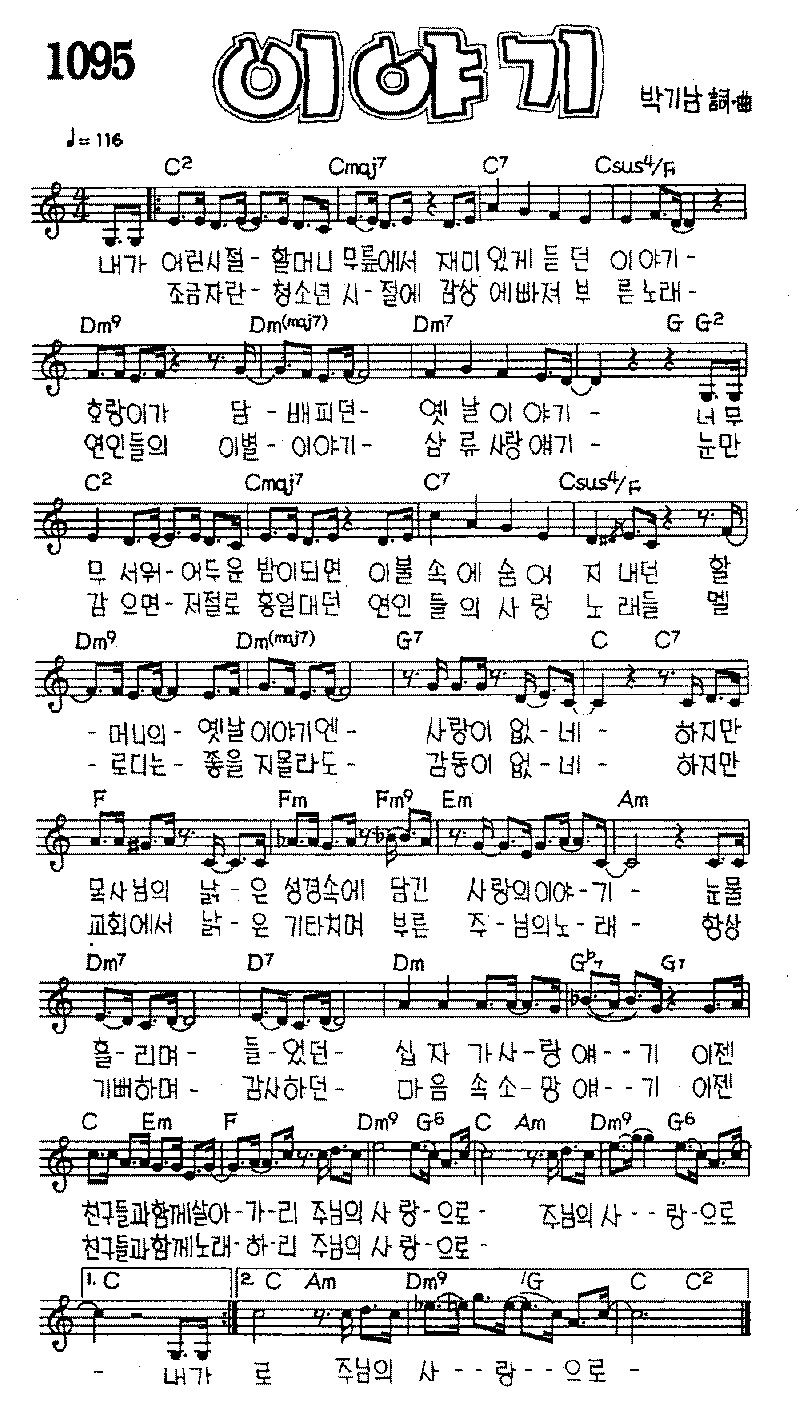 1095
이야기
박기남 詞·曲
♩= 116
C2 Cmaj7 C7 Csus4/F
내가 어린시절- 할머니 무릎에서 재미있게 듣던 이야기-
조금자란- 청소년 시-절에 감상에빠져 부른노래-
Dm9 Dm(maj7) Dm7 G G2
호랑이가 담-배피던- 옛날이야기- 너무
연인들의 이별-이야기- 삼류사랑얘기- 눈만
C2 Cmaj7 C7 Csus4/F
무서워-어두운 밤이되면 이불 속에 숨어 지내던 할
감으면-저절로 흥얼대던 연인들의 사랑 노래들 멜
Dm9 Dm(maj7) G7 C C7
-머니의-옛날이야기엔 사랑이 없-네- 하지만
-로디는-좋을지몰라도- 감동이 없-네- 하지만
F Fm Fm9 Em Am
목사님의 낡-은 성경속에 담긴 사랑의이야-기- 눈물
교회에서 낡-은 기타치며 부른 주-님의노-래- 항상
Dm7 D7 Dm Gb7 G7
흘-리며- 들-었던- 십자가사-랑얘--기 이젠
기뻐하며- 감사하던- 마음속소-망얘--기 이젠
C Em F Dm9 G6 C Am Dm9 G6
친구들과함께살아-가-리 주님의사랑-으로- 주님의사--랑-으로
친구들과함께노래-하-리 주님의사랑-으로-
1. C 2. C Am Dm9 /G C C2
- 내가 로 주님의 사--랑--으로-